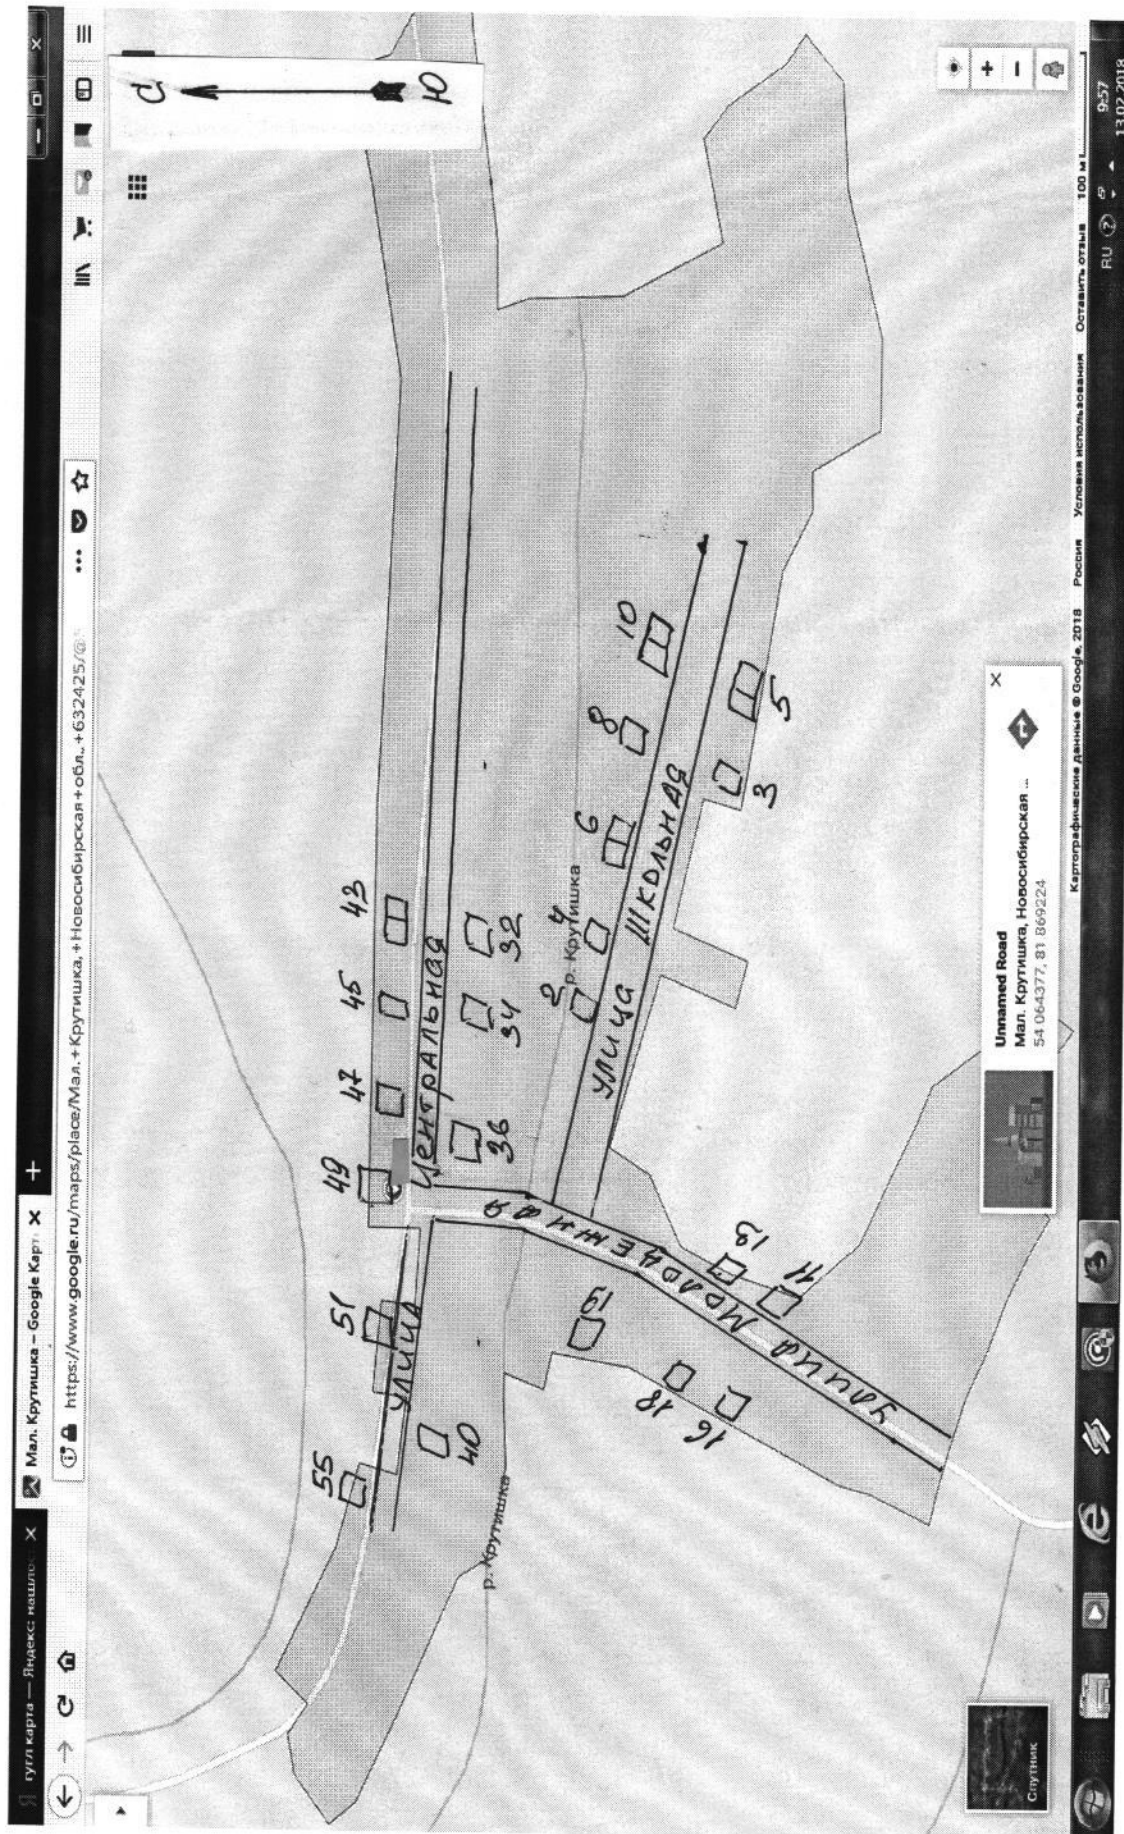 гугл карта — Яндекс: нашлос
Мал. Крутишка – Google Карт
https://www.google.ru/maps/place/Мал.+Крутишка,+Новосибирская+обл.,+632425/@
С
Ю
55
51
49
47
45
43
УЛИЦА
ЦЕНТРАЛЬНАЯ
40
36
34
32
р. Крутишка
р. Крутишка
2
4
6
8
10
УЛИЦА ШКОЛЬНАЯ
3
5
19
18
16
13
11
УЛИЦА МОЛОДЕЖНАЯ
Unnamed Road
Мал. Крутишка, Новосибирская ...
54.064377, 81.869224
Спутник
Картографические данные © Google, 2018
Россия
Условия использования
Оставить отзыв
100 м
RU
9:57
13.02.2018